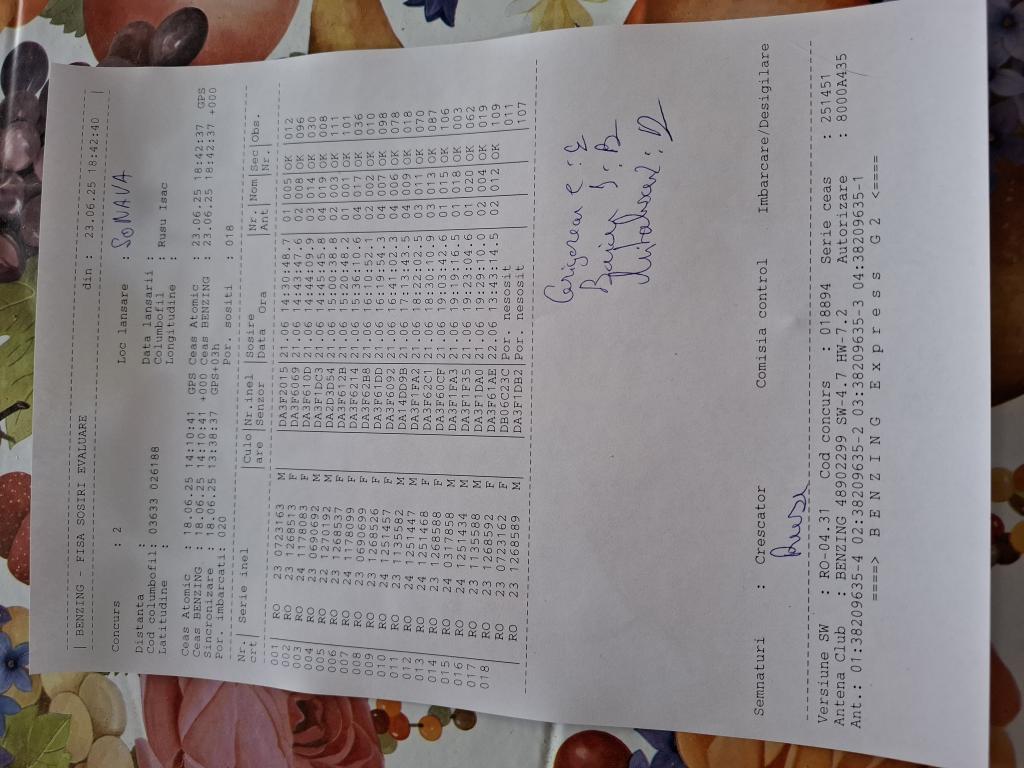 | BENZING - FISA SOSIRI EVALUARE din : 23.06.25 18:42:40 |
Concurs : 2 Loc lansare : SONAVA
Distanta : Data lansarii :
Cod columbofil: 03633 026188 Columbofil : Rusu Isac
Latitudine : Longitudine :
Ceas Atomic : 18.06.25 14:10:41 GPS Ceas Atomic : 23.06.25 18:42:37 GPS
Ceas BENZING : 18.06.25 14:10:41 +000 Ceas BENZING : 23.06.25 18:42:37 +000
Sincronizare : 18.06.25 13:38:37 GPS+03h
Por. imbarcati: 020 Por. sositi : 018
Nr.| Serie inel |Culo|Nr.inel |Sosire |Nr.|Nom|Sec|Obs.
crt| |are |Senzor |Data Ora |Ant| |Nr.|
001 RO 23 0723163 M DA3F2015 21.06 14:30:48.7 01 005 OK 012
002 RO 23 1268513 F DA3F6069 21.06 14:43:47.6 02 008 OK 096
003 RO 24 1178083 F DA3F610D 21.06 14:44:19.9 04 014 OK 030
004 RO 23 0690692 M DA3F1BC3 21.06 14:45:45.8 04 019 OK 008
005 RO 22 1270192 M DA2D3D54 21.06 15:00:38.8 02 003 OK 110
006 RO 23 1268537 F DA3F612B 21.06 15:20:48.2 01 001 OK 101
007 RO 24 1178099 F DA3F6214 21.06 15:36:10.6 04 017 OK 036
008 RO 23 0690699 F DA3F62B8 21.06 16:10:52.1 02 002 OK 010
009 RO 23 1268526 F DA3F61DD 21.06 16:19:54.3 04 007 OK 098
010 RO 24 1251457 F DA3F6092 21.06 16:41:02.3 04 006 OK 078
011 RO 23 1135582 M DA14DD9B 21.06 17:11:43.5 04 009 OK 018
012 RO 24 1251447 M DA3F1FA2 21.06 18:22:02.5 03 011 OK 070
013 RO 24 1251468 F DA3F62C1 21.06 18:30:10.9 03 013 OK 087
014 RO 23 1268588 F DA3F60CF 21.06 19:03:42.6 01 015 OK 106
015 RO 24 0317858 M DA3F1FA3 21.06 19:19:16.5 01 018 OK 003
016 RO 24 1251434 M DA3F1F35 21.06 19:23:04.6 01 020 OK 062
017 RO 23 1135588 M DA3F1DA0 21.06 19:29:10.0 02 004 OK 019
018 RO 23 1268592 F DA3F61AE 22.06 13:43:14.5 02 012 OK 109
RO 23 0723162 F DB06C23C Por. nesosit 011
RO 23 1268589 M DA3F1DB1 Por. nesosit 107
Semnaturi : Crescator Comisia control Imbarcare/Desigilare
Rusu
Versiune SW : RO-04.31 Cod concurs : 018894 Serie ceas : 251451
Antena Club : BENZING 48902299 SW-4.7 HW-7.2 Autorizare : 8000A435
Ant.: 01:38209635-4 02:38209635-2 03:38209635-3 04:38209635-1
====> B E N Z I N G E x p r e s s G 2 <====